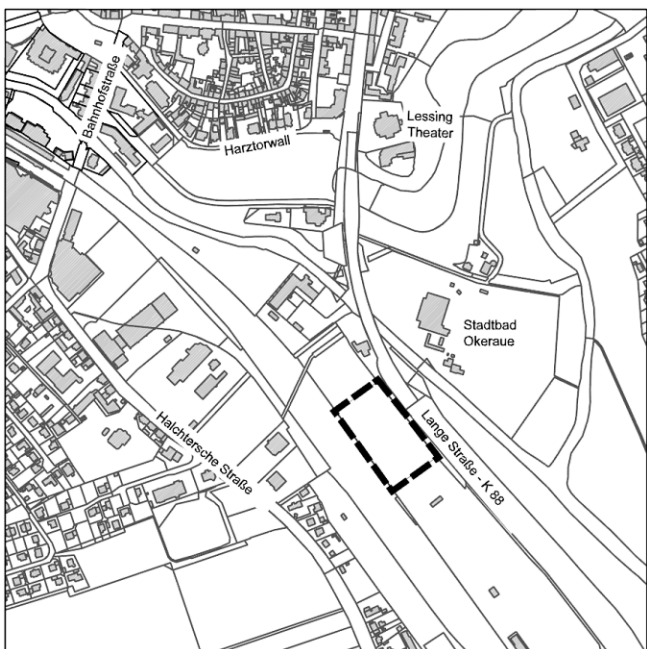 Bahnhofstraße
Lessing
Theater
Harztorwall
Stadtbad
Okeraue
Halchtersche Straße
Lange Straße - K 88